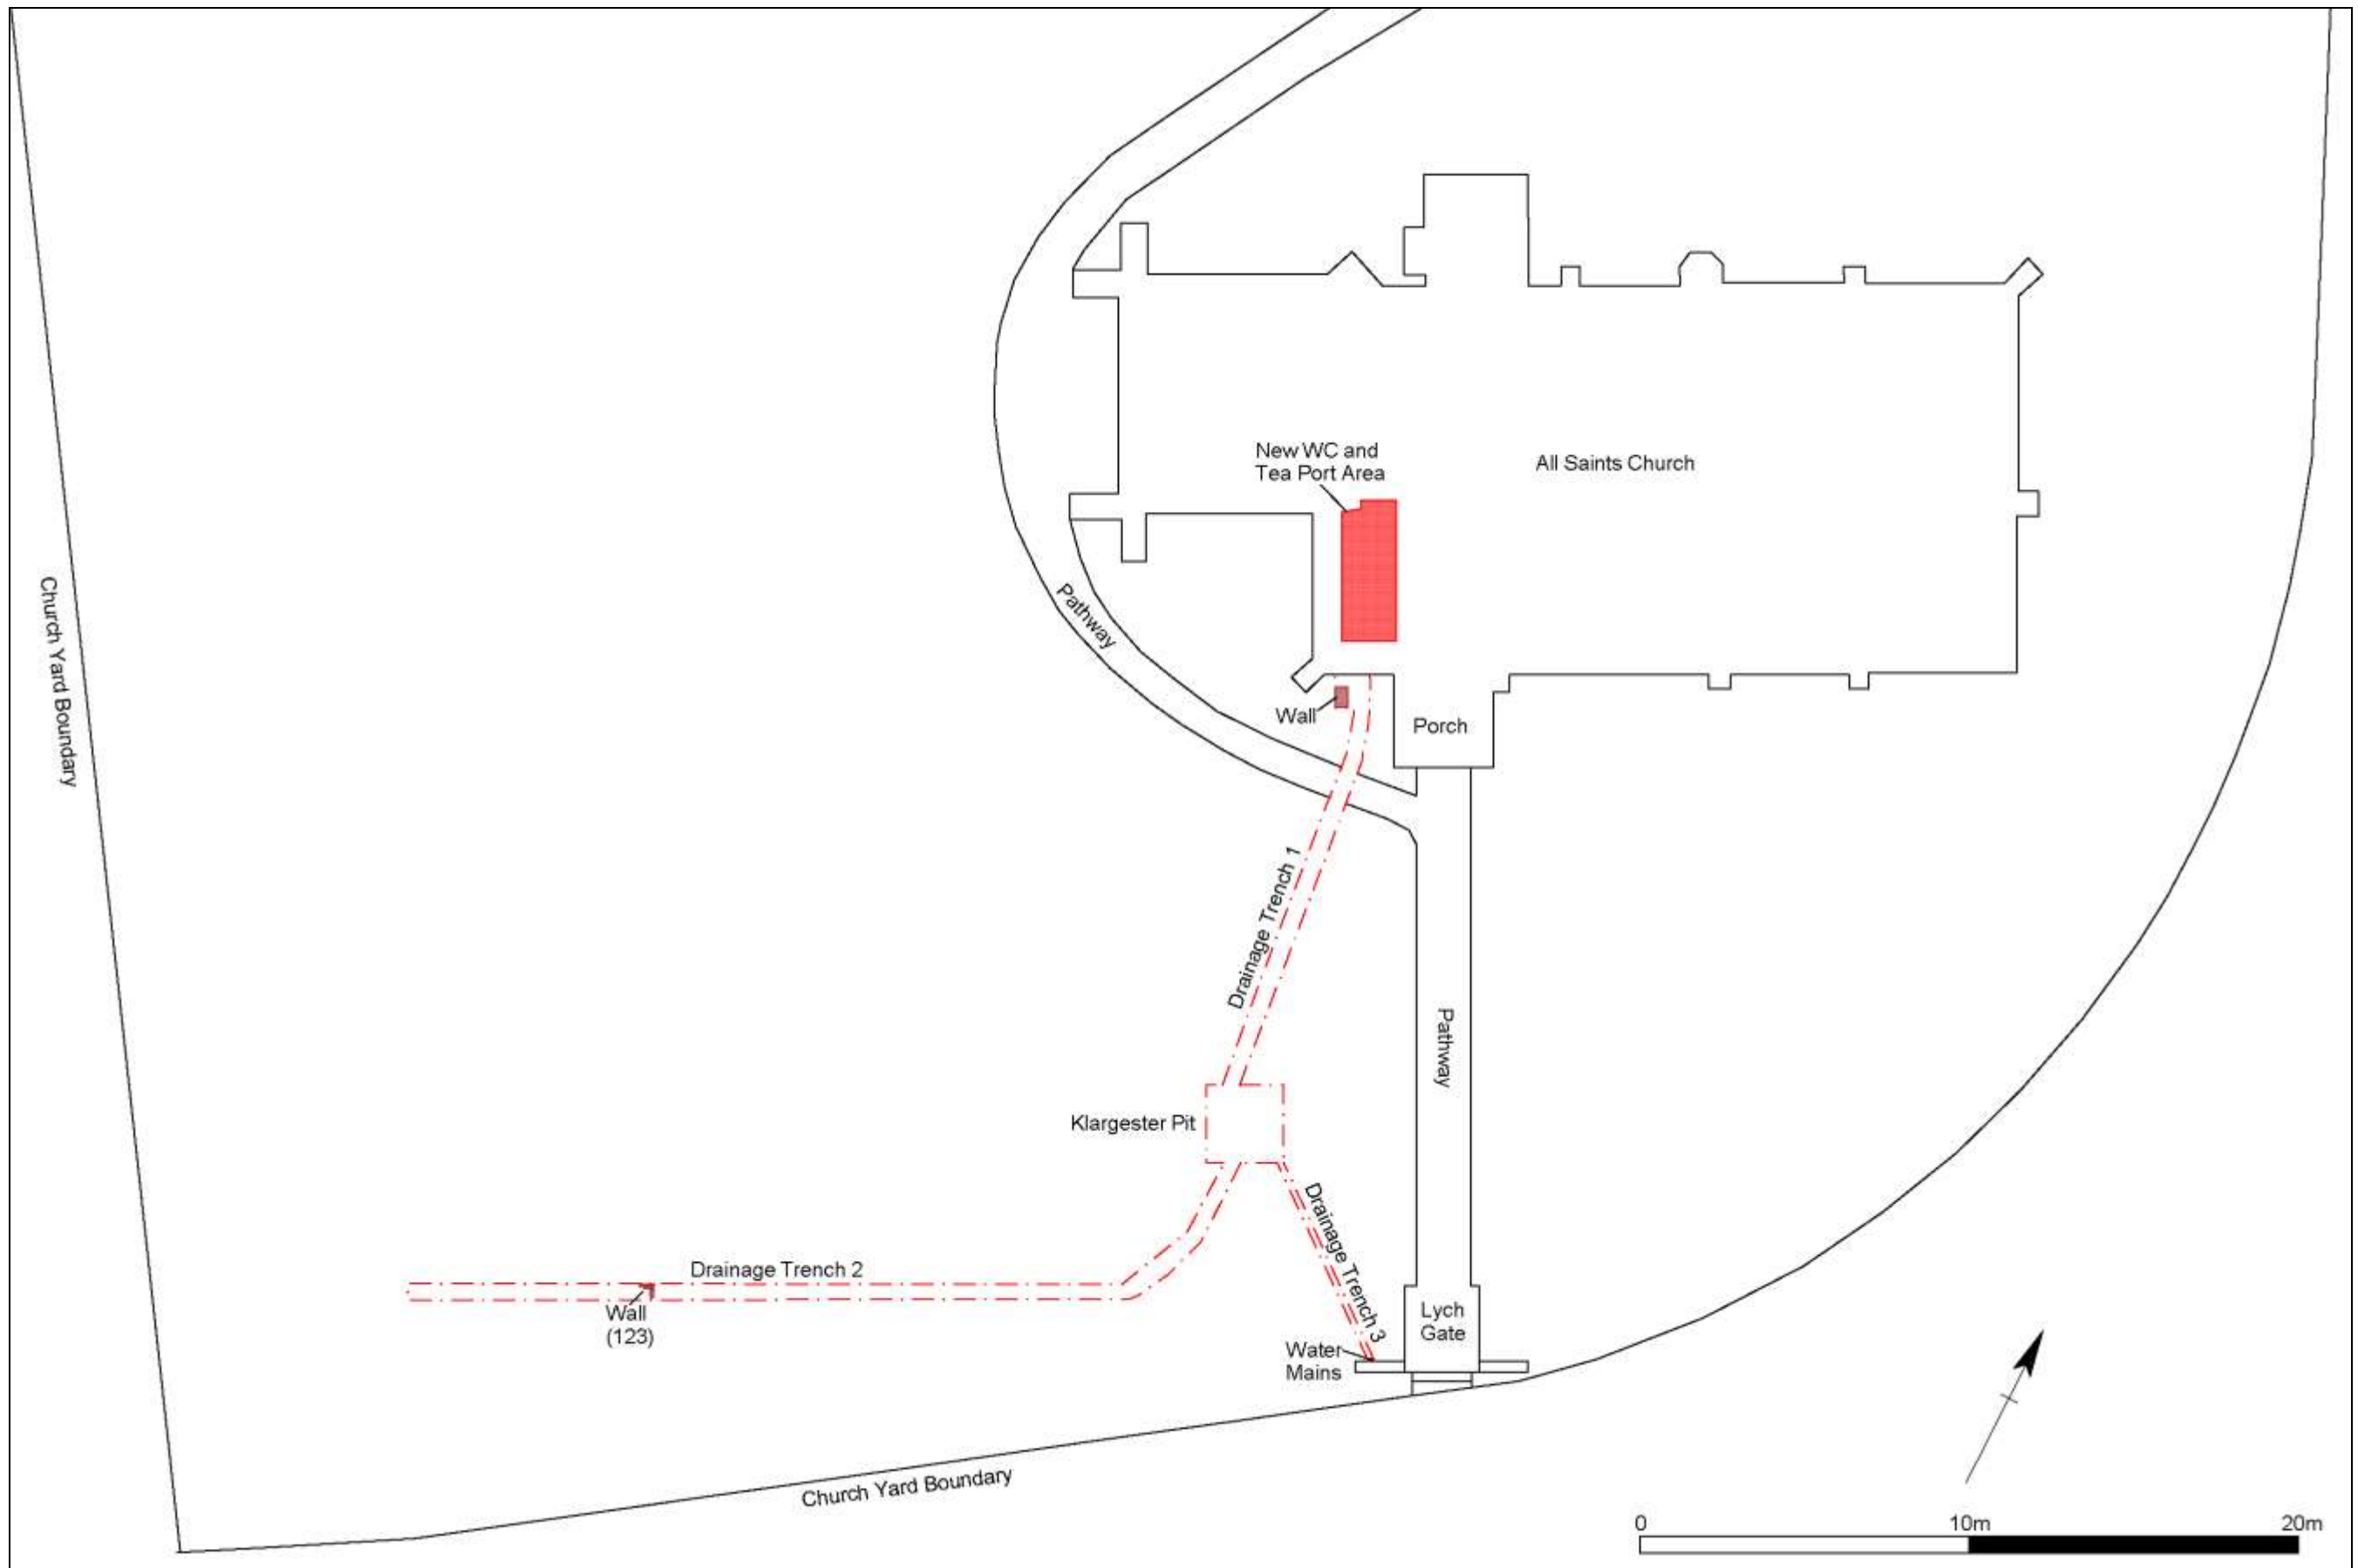 New WC and
Tea Port Area
All Saints Church
Church Yard Boundary
Pathway
Wall
Porch
Drainage Trench 1
Pathway
Klargester Pit
Drainage Trench 3
Drainage Trench 2
Wall
(123)
Lych
Gate
Water
Mains
Church Yard Boundary
0
10m
20m